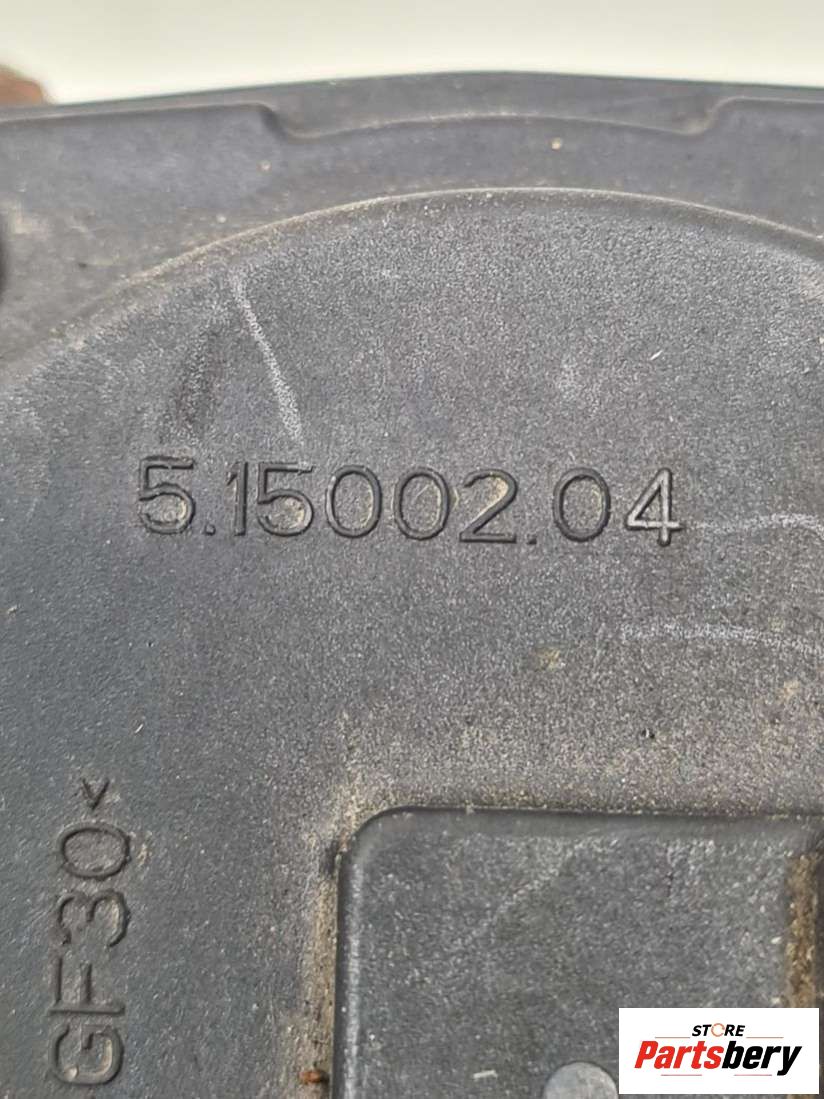 5.15002.04
GF30<
STORE
Partsbery